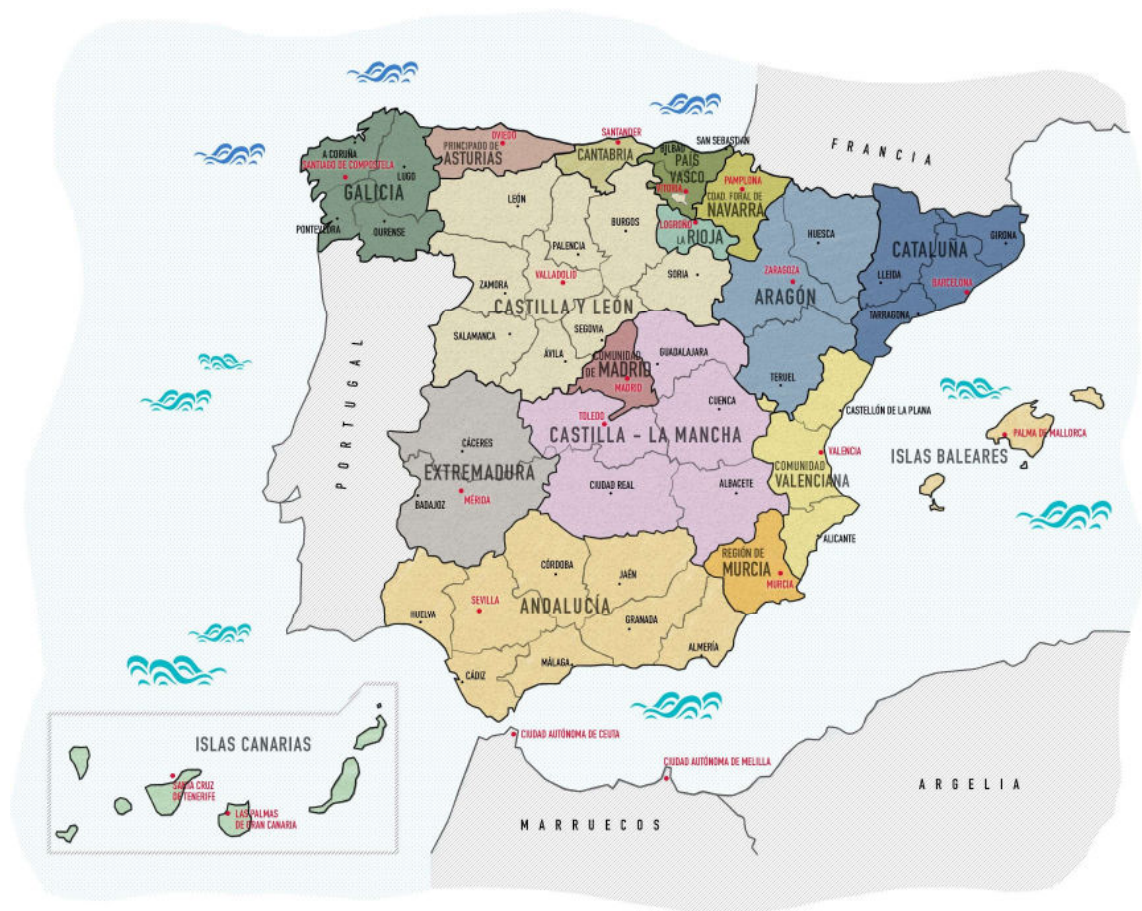 FRANCIA
A CORUÑA
SANTIAGO DE COMPOSTELA
LUGO
GALICIA
PONTEVEDRA
OURENSE
OVIEDO
PRINCIPADO DE
ASTURIAS
SANTANDER
CANTABRIA
BILBAO
SAN SEBASTIÁN
PAÍS
VASCO
VITORIA
PAMPLONA
CDAD. FORAL DE
NAVARRA
LOGROÑO
LA RIOJA
LEÓN
BURGOS
PALENCIA
VALLADOLID
ZAMORA
SORIA
CASTILLA Y LEÓN
SALAMANCA
SEGOVIA
ÁVILA
HUESCA
ZARAGOZA
ARAGÓN
TERUEL
CATALUÑA
GIRONA
LLEIDA
BARCELONA
TARRAGONA
PORTUGAL
COMUNIDAD
DE MADRID
MADRID
GUADALAJARA
CUENCA
TOLEDO
CASTILLA - LA MANCHA
CIUDAD REAL
ALBACETE
CÁCERES
EXTREMADURA
BADAJOZ
MÉRIDA
CASTELLÓN DE LA PLANA
VALENCIA
COMUNIDAD
VALENCIANA
ALICANTE
PALMA DE MALLORCA
ISLAS BALEARES
REGIÓN DE
MURCIA
MURCIA
CÓRDOBA
JAÉN
SEVILLA
ANDALUCÍA
HUELVA
GRANADA
ALMERÍA
MÁLAGA
CÁDIZ
ISLAS CANARIAS
SANTA CRUZ
DE TENERIFE
LAS PALMAS
DE GRAN CANARIA
CIUDAD AUTÓNOMA DE CEUTA
CIUDAD AUTÓNOMA DE MELILLA
MARRUECOS
ARGELIA